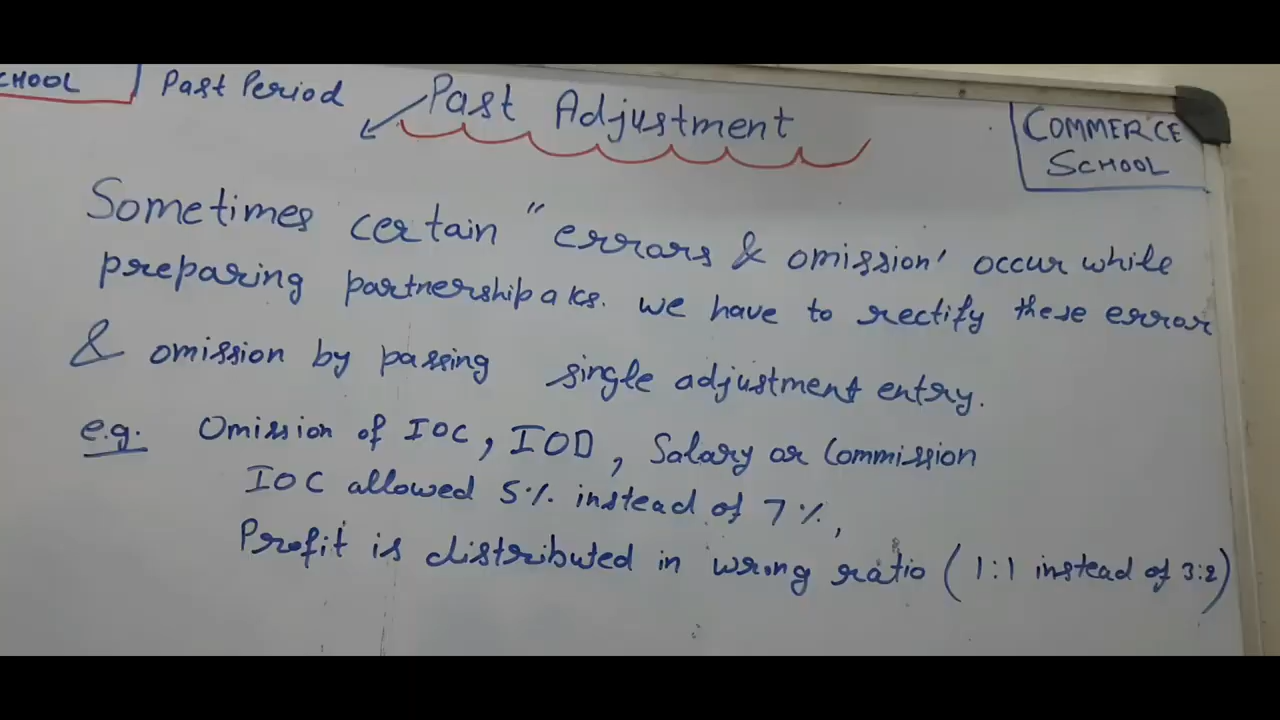 CHOOL
Past Period
Past Adjustment
COMMERCE
SCHOOL
Sometimes certain "errors & omission' occur while
preparing partnership a/cs. we have to rectify these error
& omission by passing single adjustment entry.
e.g. Omission of IOC, IOD, Salary or Commission
IOC allowed 5% instead of 7%,
Profit is distributed in wrong ratio (1:1 instead of 3:2)